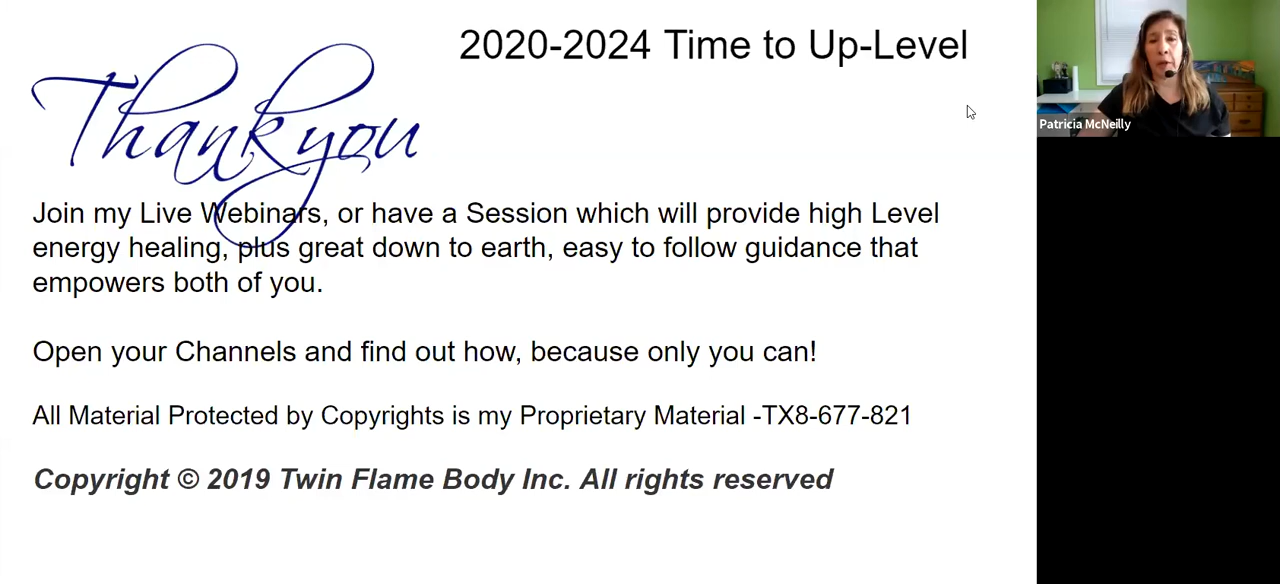 2020-2024 Time to Up-Level
Thank you
Patricia McNeilly
Join my Live Webinars, or have a Session which will provide high Level
energy healing, plus great down to earth, easy to follow guidance that
empowers both of you.
Open your Channels and find out how, because only you can!
All Material Protected by Copyrights is my Proprietary Material -TX8-677-821
Copyright © 2019 Twin Flame Body Inc. All rights reserved